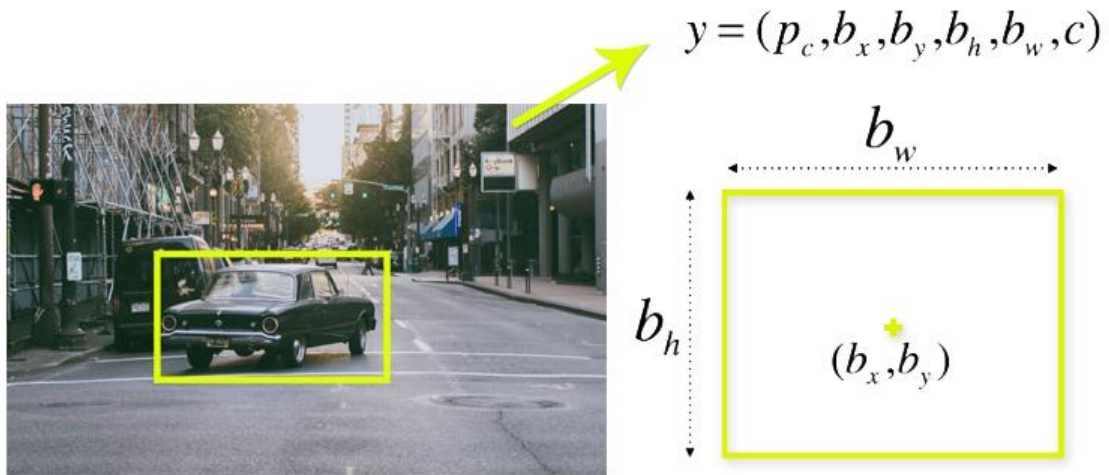 y = (p_c, b_x, b_y, b_h, b_w, c)
b_w
b_h
(b_x, b_y)